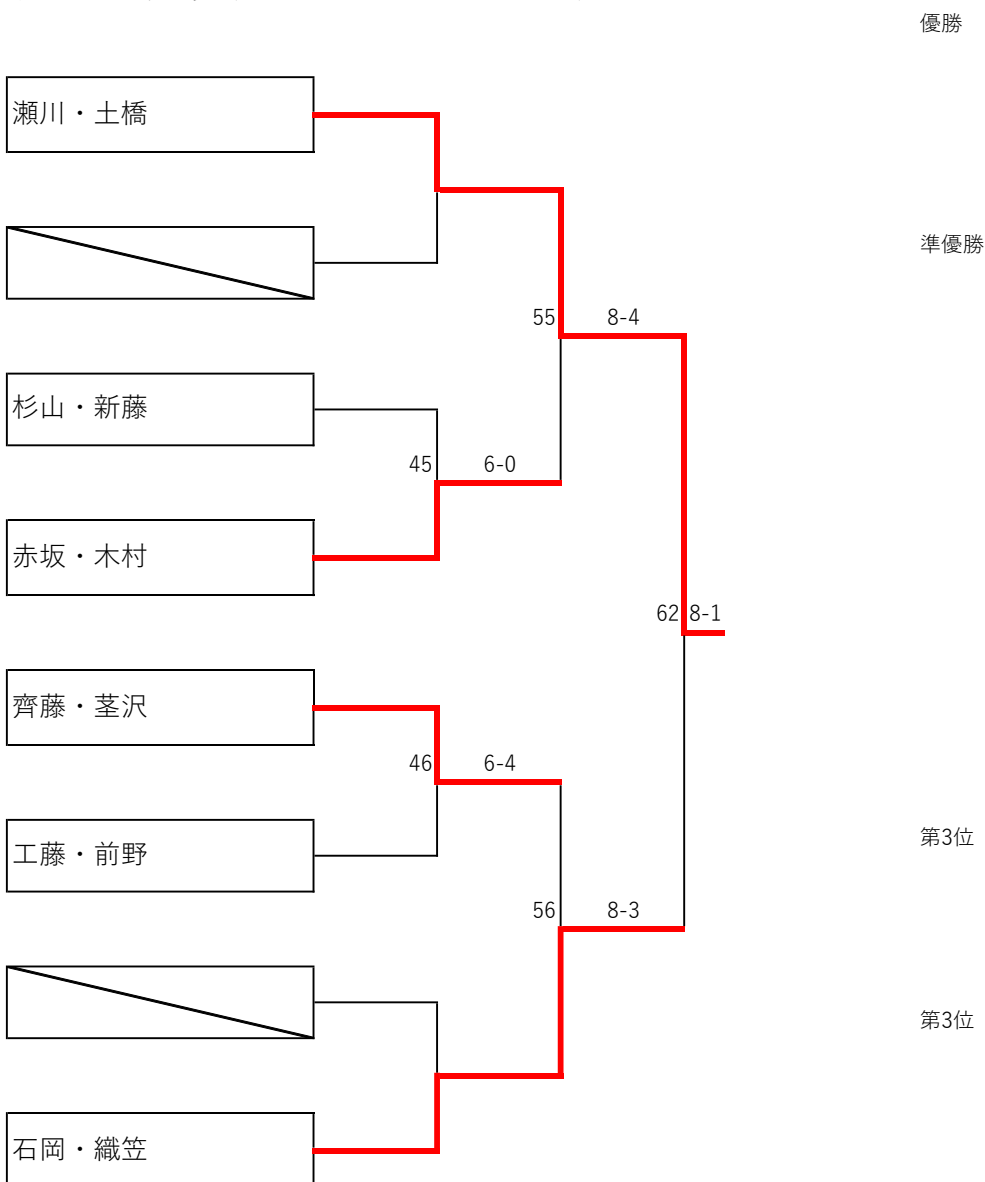 優勝
瀬川・土橋
準優勝
55 8-4
杉山・新藤
45 6-0
赤坂・木村
62 8-1
齊藤・茎沢
46 6-4
第3位
工藤・前野
56 8-3
第3位
石岡・織笠